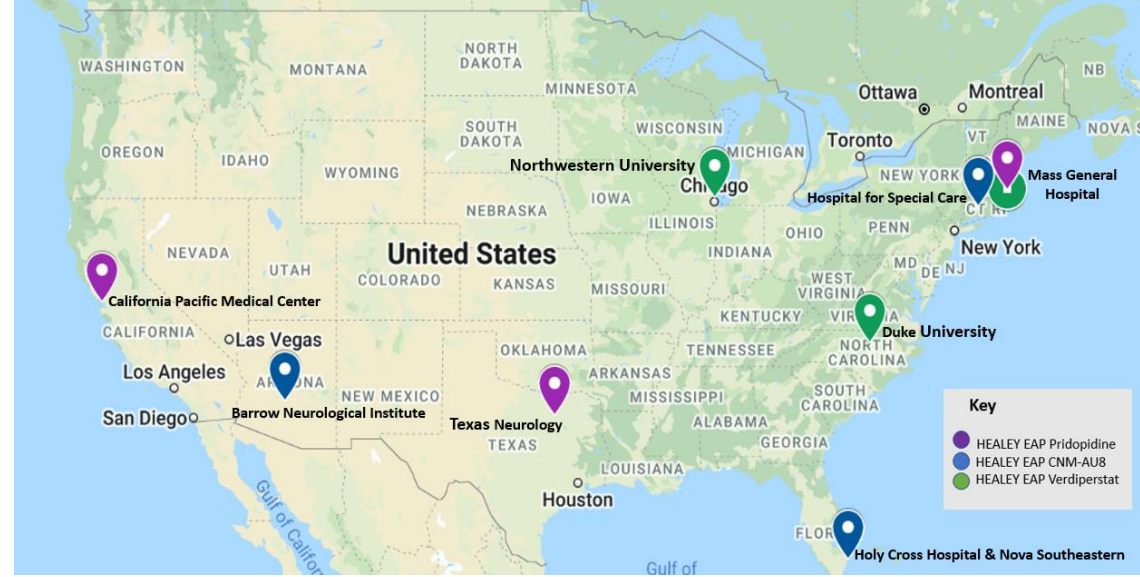 WASHINGTON
MONTANA
NORTH
DAKOTA
MINNESOTA
Ottawa
Montreal
NB
MAINE
NOVA S
VT
OREGON
IDAHO
WYOMING
SOUTH
DAKOTA
WISCONSIN
MICHIGAN
Toronto
NEW YORK
Northwestern University
Mass General
Hospital
Hospital for Special Care
CT RI
IOWA
NEBRASKA
ILLINOIS
INDIANA
OHIO
PENN
New York
NEVADA
UTAH
COLORADO
United States
KANSAS
MISSOURI
WEST
VIRGINIA
MD
DE
NJ
California Pacific Medical Center
CALIFORNIA
Las Vegas
KENTUCKY
Duke University
NORTH
CAROLINA
TENNESSEE
OKLAHOMA
ARKANSAS
Los Angeles
NEW MEXICO
MISSISSIPPI
SOUTH
CAROLINA
San Diego
Barrow Neurological Institute
Texas Neurology
TEXAS
ALABAMA
GEORGIA
LOUISIANA
Houston
Gulf of Califor
Holy Cross Hospital & Nova Southeastern
Gulf of
Key
HEALEY EAP Pridopidine
HEALEY EAP CNM-AU8
HEALEY EAP Verdiperstat